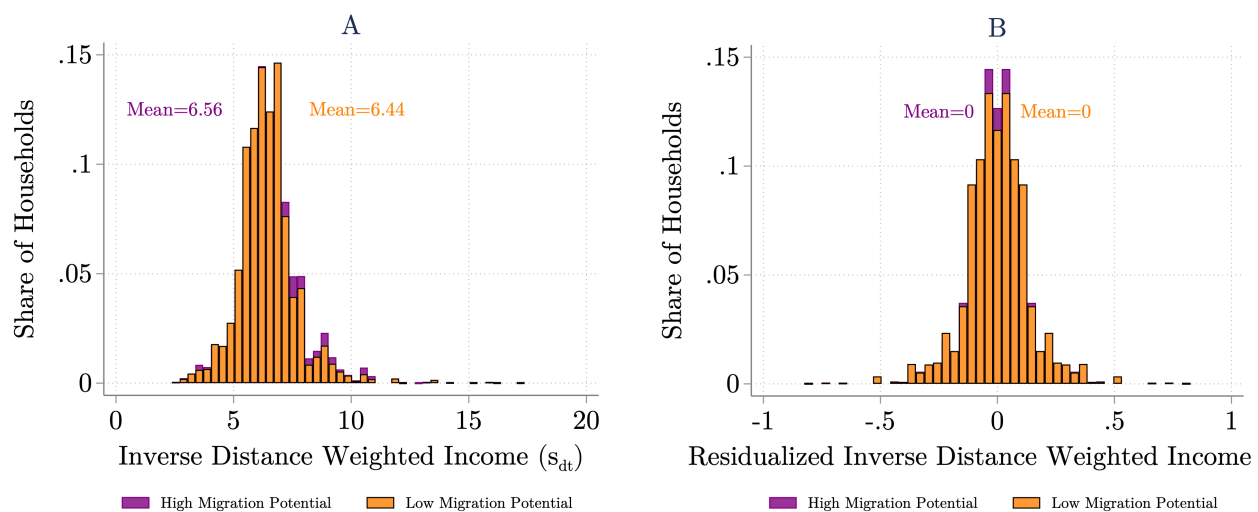 A
Share of Households
.15
.1
.05
0
Mean=6.56
Mean=6.44
0 5 10 15 20
Inverse Distance Weighted Income (s_dt)
High Migration Potential Low Migration Potential
B
Share of Households
.15
.1
.05
0
Mean=0
Mean=0
-1 -.5 0 .5 1
Residualized Inverse Distance Weighted Income
High Migration Potential Low Migration Potential